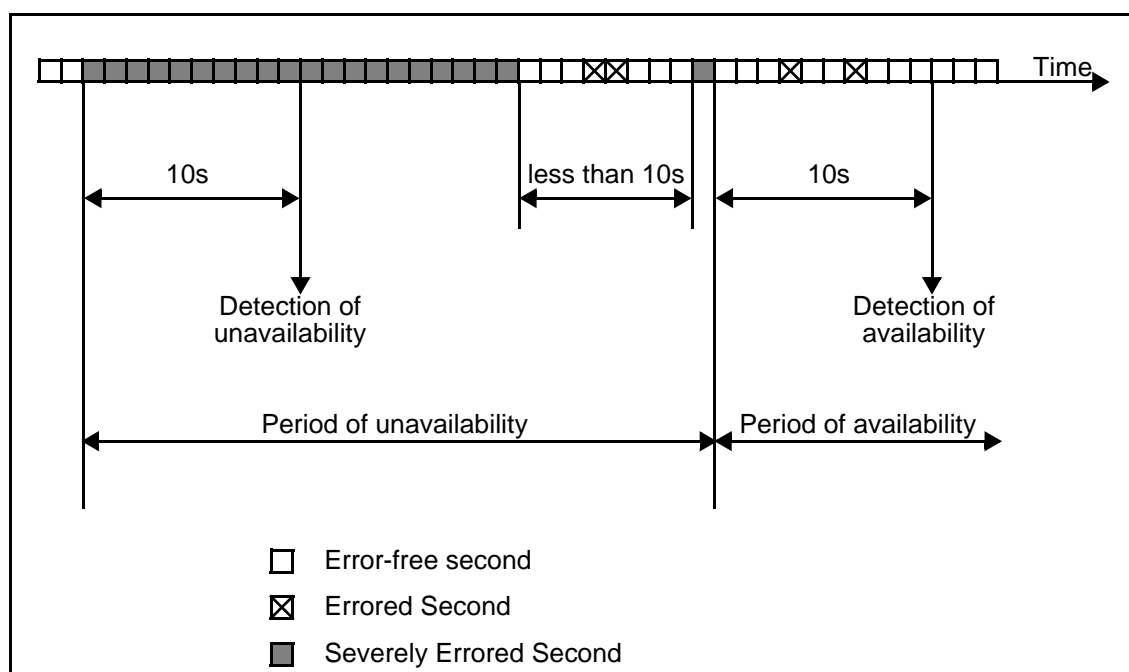 Time
10s
less than 10s
10s
Detection of
unavailability
Detection of
availability
Period of unavailability
Period of availability
Error-free second
Errored Second
Severely Errored Second